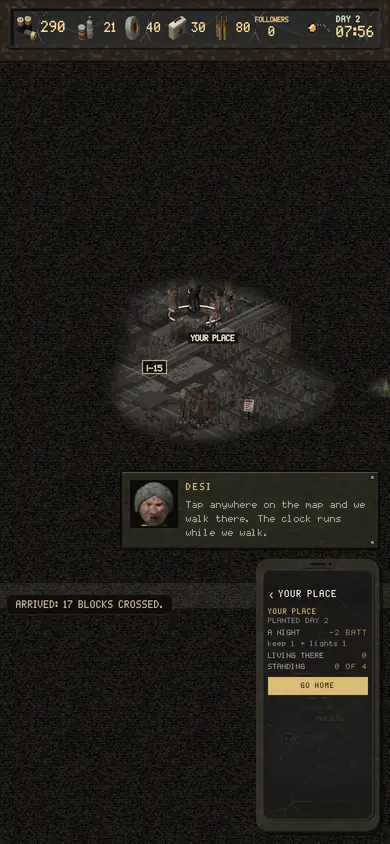 290
21
40
30
80
FOLLOWERS
0
DAY 2
07:56
YOUR PLACE
I-15
DESI
Tap anywhere on the map and we
walk there. The clock runs
while we walk.
ARRIVED: 17 BLOCKS CROSSED.
‹ YOUR PLACE
YOUR PLACE
PLANTED DAY 2
A NIGHT -2 BATT
keep 1 + lights 1
LIVING THERE 0
STANDING 0 OF 4
GO HOME